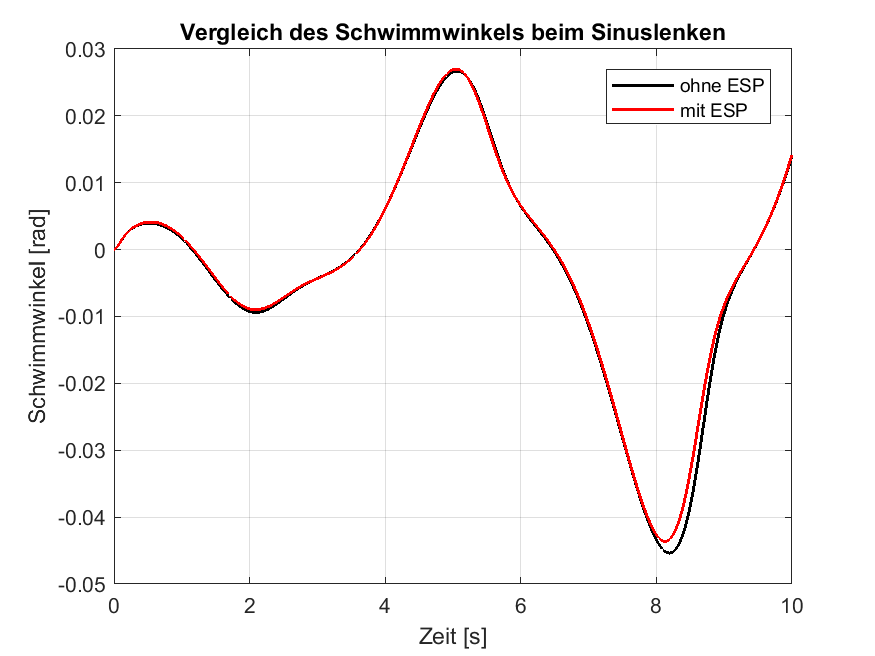 Vergleich des Schwimmwinkels beim Sinuslenken
0.03
ohne ESP
mit ESP
0.02
0.01
0
-0.01
-0.02
-0.03
-0.04
-0.05
Schwimmwinkel [rad]
0 2 4 6 8 10
Zeit [s]